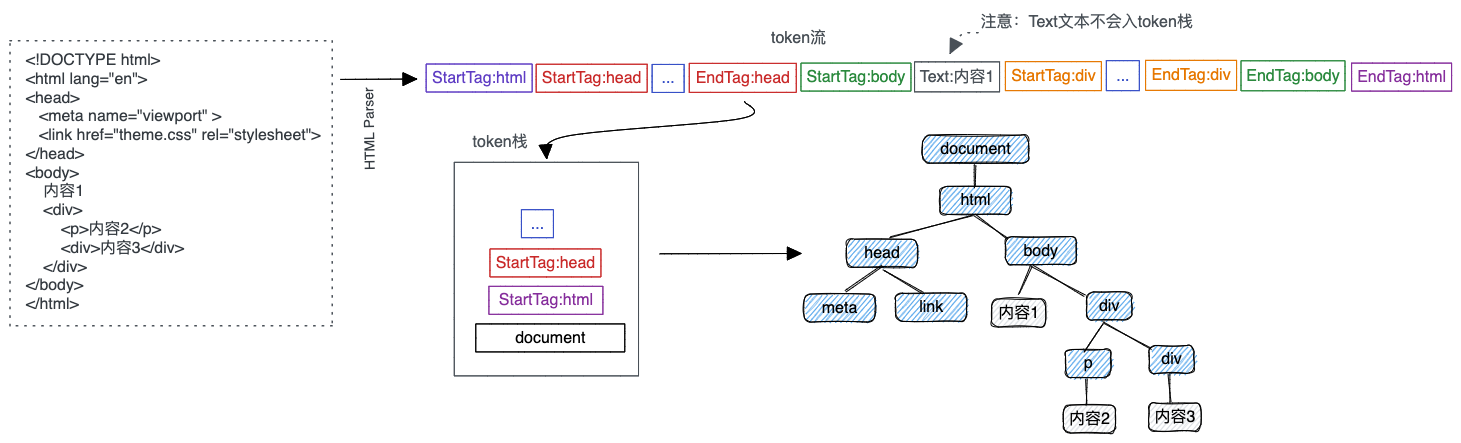 注意：Text文本不会入token栈
token流
<!DOCTYPE html>
<html lang="en">
<head>
<meta name="viewport" >
<link href="theme.css" rel="stylesheet">
</head>
<body>
内容1
<div>
<p>内容2</p>
<div>内容3</div>
</div>
</body>
</html>
HTML Parser
StartTag:html StartTag:head ... EndTag:head StartTag:body Text:内容1 StartTag:div ... EndTag:div EndTag:body EndTag:html
token栈
...
StartTag:head
StartTag:html
document
document
html
head body
meta link 内容1 div
p div
内容2 内容3